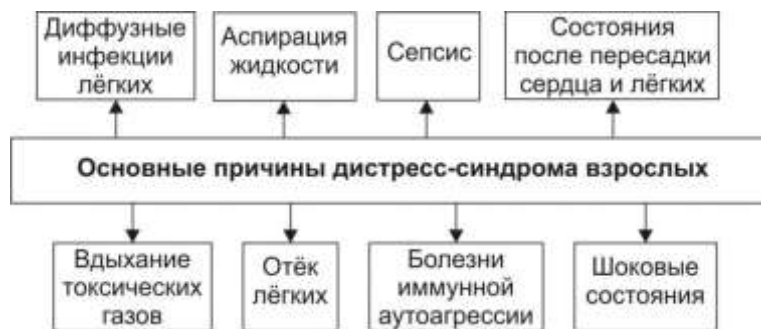 Диффузные
инфекции
лёгких
Аспирация
жидкости
Сепсис
Состояния
после пересадки
сердца и лёгких
Основные причины дистресс-синдрома взрослых
Вдыхание
токсических
газов
Отёк
лёгких
Болезни
иммунной
аутоагрессии
Шоковые
состояния